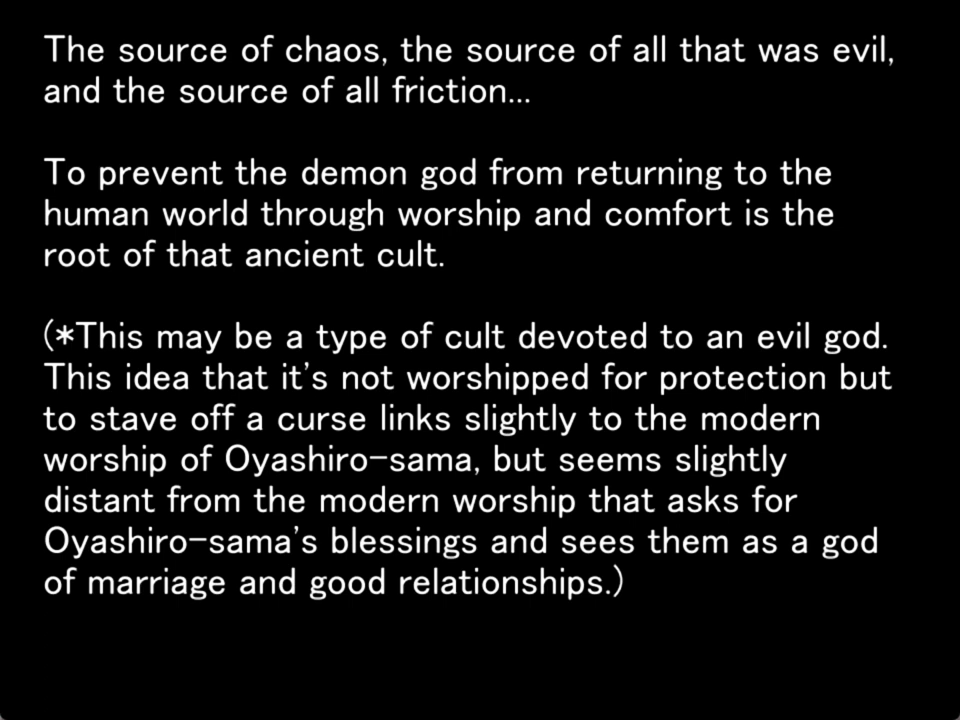 The source of chaos, the source of all that was evil,
and the source of all friction...
To prevent the demon god from returning to the
human world through worship and comfort is the
root of that ancient cult.
(*This may be a type of cult devoted to an evil god.
This idea that it's not worshipped for protection but
to stave off a curse links slightly to the modern
worship of Oyashiro-sama, but seems slightly
distant from the modern worship that asks for
Oyashiro-sama's blessings and sees them as a god
of marriage and good relationships.)